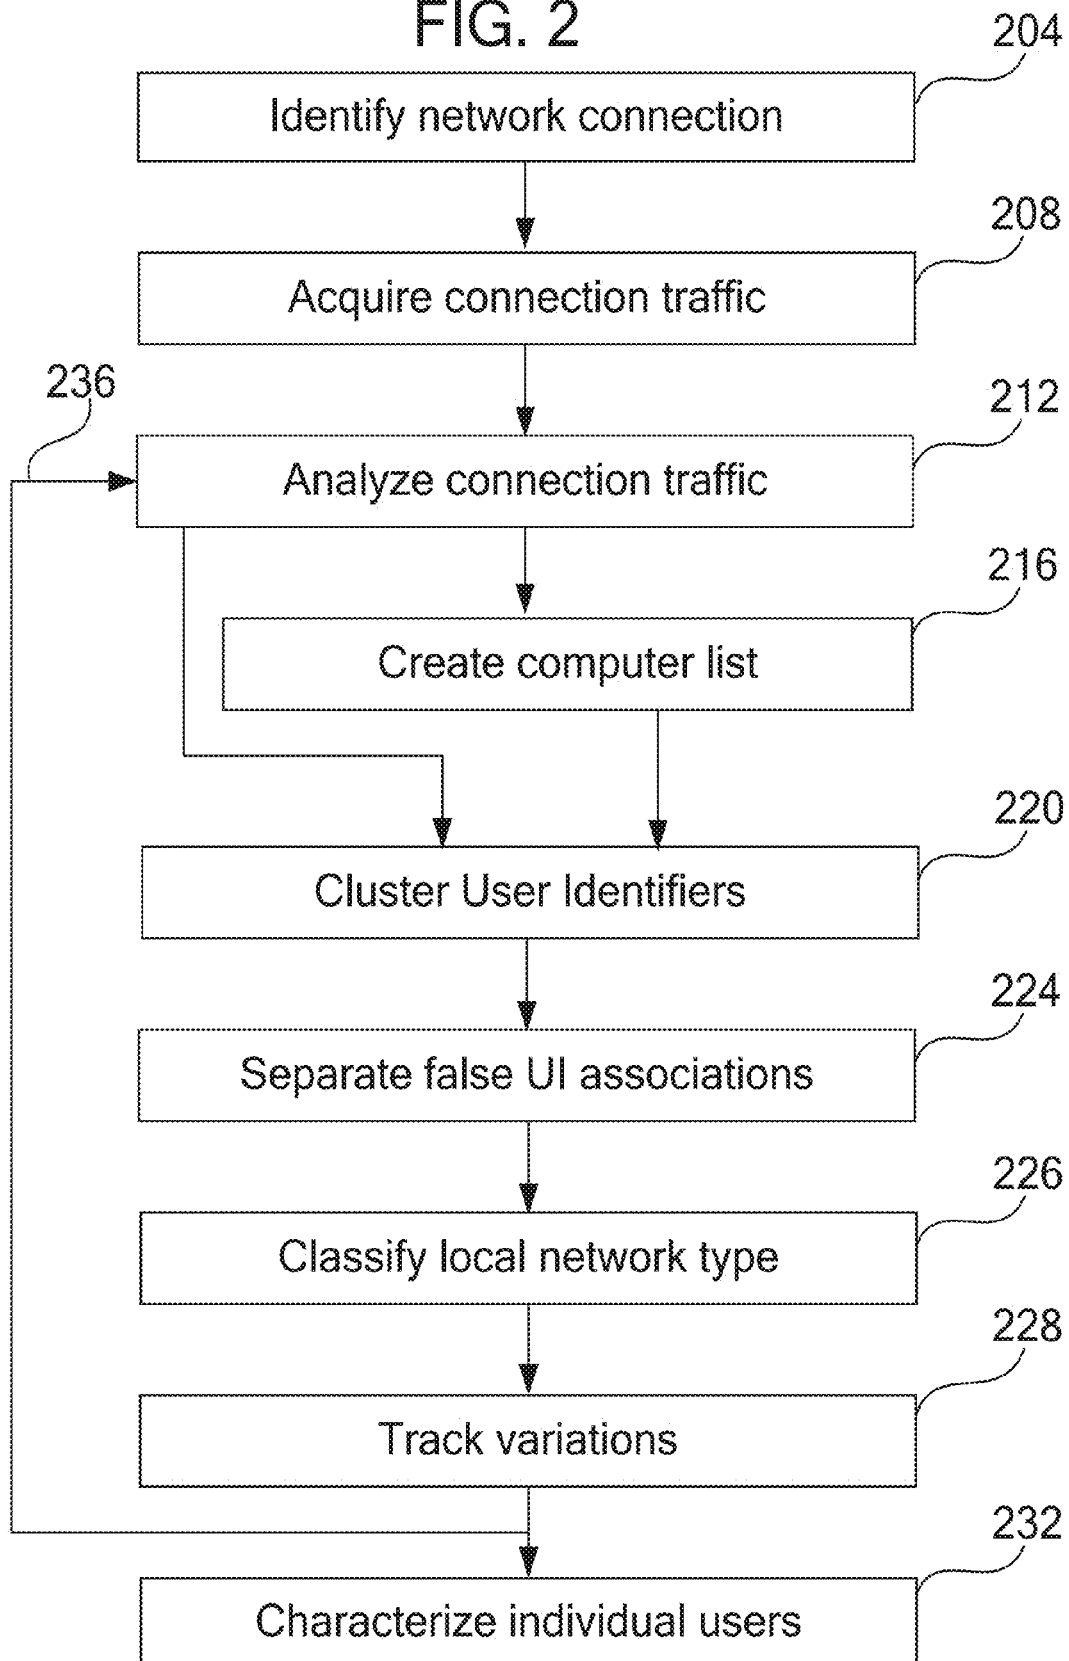 FIG. 2
204
Identify network connection
208
Acquire connection traffic
236
212
Analyze connection traffic
216
Create computer list
220
Cluster User Identifiers
224
Separate false UI associations
226
Classify local network type
228
Track variations
232
Characterize individual users